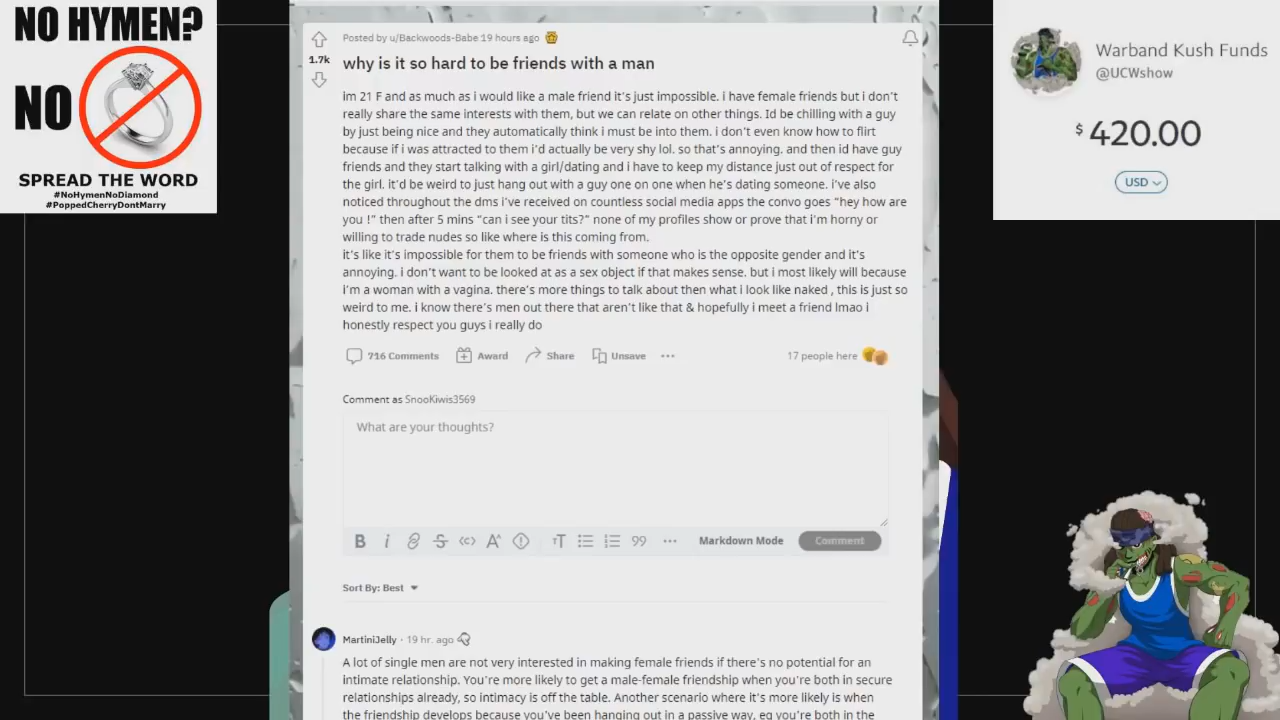 NO HYMEN?
NO
SPREAD THE WORD
#NoHymenNoDiamond
#PoppedCherryDontMarry
Posted by u/Backwoods-Babe 19 hours ago
1.7k
why is it so hard to be friends with a man
im 21 F and as much as i would like a male friend it's just impossible. i have female friends but i don't
really share the same interests with them, but we can relate on other things. Id be chilling with a guy
by just being nice and they automatically think i must be into them. i don't even know how to flirt
because if i was attracted to them i'd actually be very shy lol. so that's annoying. and then id have guy
friends and they start talking with a girl/dating and i have to keep my distance just out of respect for
the girl. it'd be weird to just hang out with a guy one on one when he's dating someone. i've also
noticed throughout the dms i've received on countless social media apps the convo goes "hey how are
you !" then after 5 mins "can i see your tits?" none of my profiles show or prove that i'm horny or
willing to trade nudes so like where is this coming from.
it's like it's impossible for them to be friends with someone who is the opposite gender and it's
annoying. i don't want to be looked at as a sex object if that makes sense. but i most likely will because
i'm a woman with a vagina. there's more things to talk about then what i look like naked , this is just so
weird to me. i know there's men out there that aren't like that & hopefully i meet a friend lmao i
honestly respect you guys i really do
716 Comments Award Share Unsave ··· 17 people here
Comment as SnooKiwis3569
What are your thoughts?
Markdown Mode Comment
Sort By: Best
MartiniJelly · 19 hr. ago
A lot of single men are not very interested in making female friends if there's no potential for an
intimate relationship. You're more likely to get a male-female friendship when you're both in secure
relationships already, so intimacy is off the table. Another scenario where it's more likely is when
the friendship develops because you've been hanging out in a passive way, eg you're both in the
Warband Kush Funds
@UCWshow
$ 420.00
USD